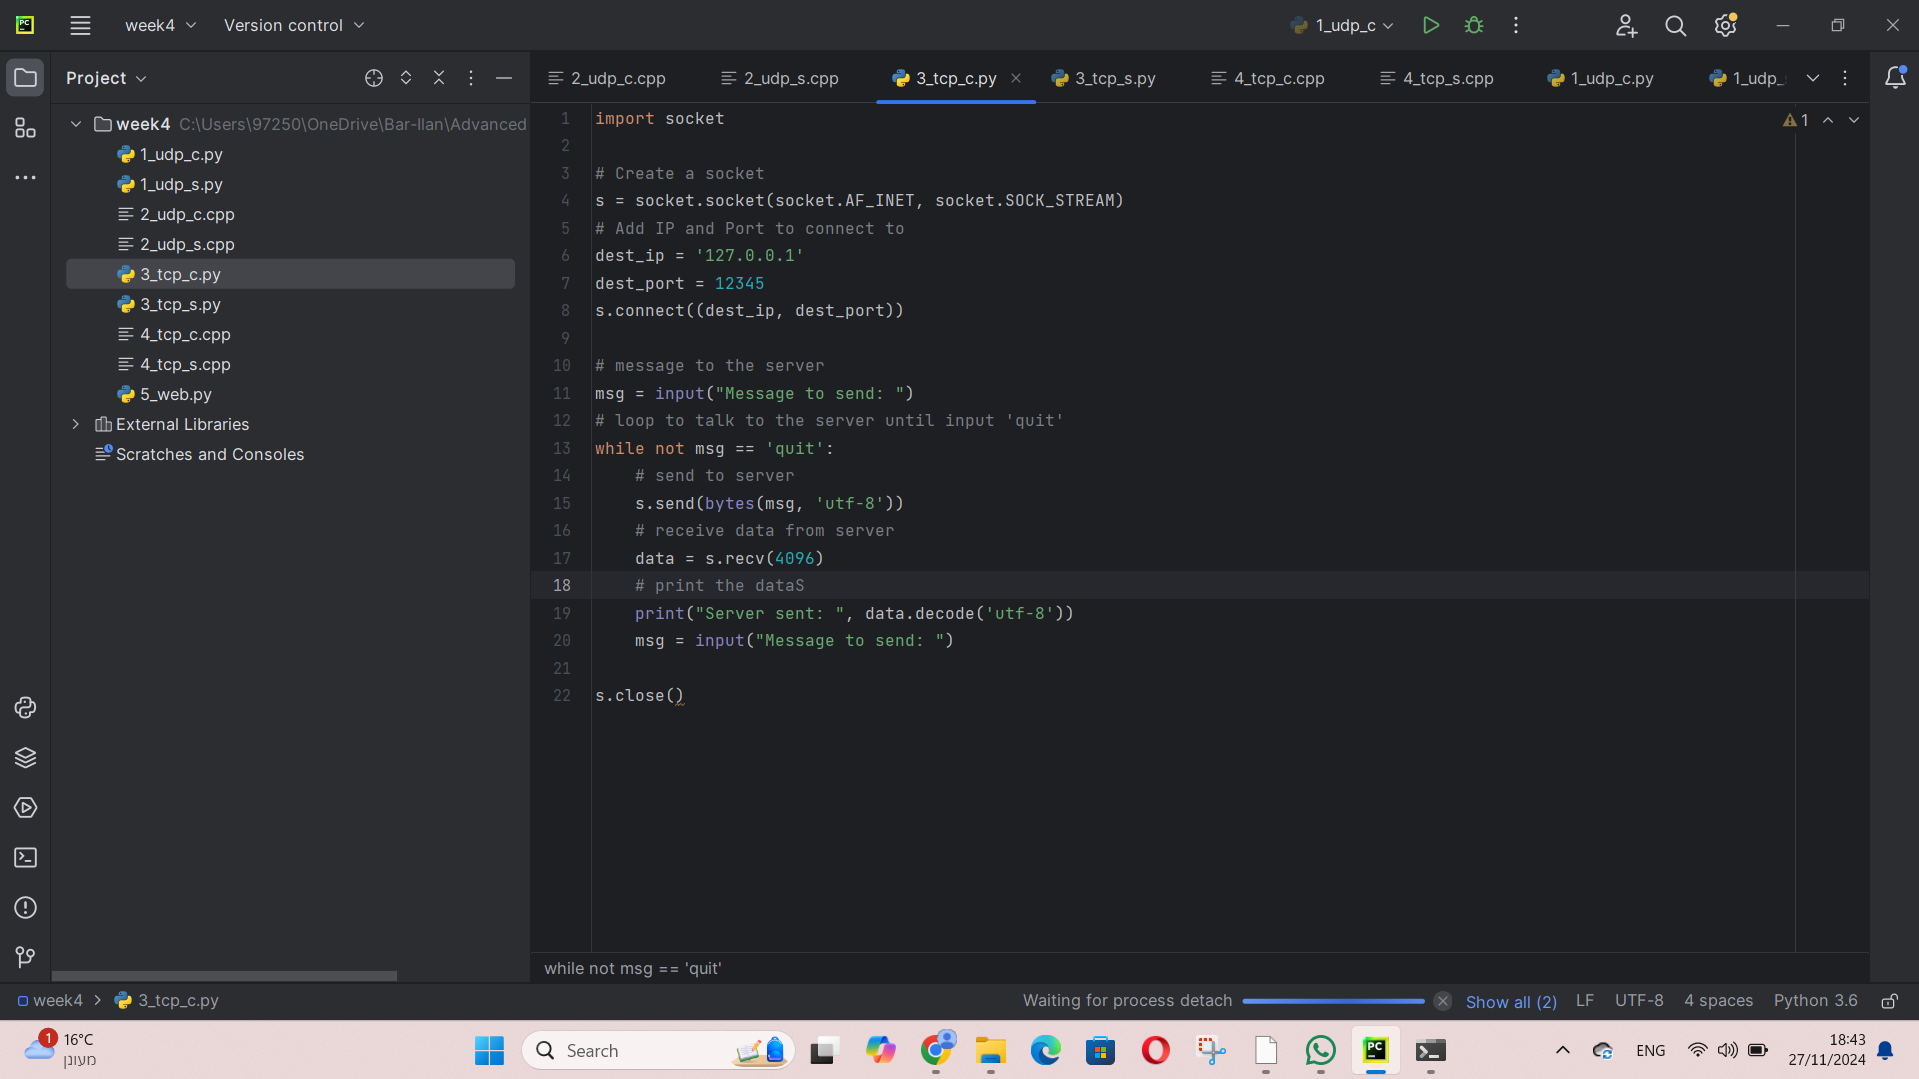 week4
Version control
1_udp_c
Project
2_udp_c.cpp
2_udp_s.cpp
3_tcp_c.py
3_tcp_s.py
4_tcp_c.cpp
4_tcp_s.cpp
1_udp_c.py
1_udp_
week4 C:\Users\97250\OneDrive\Bar-Ilan\Advanced
1_udp_c.py
1_udp_s.py
2_udp_c.cpp
2_udp_s.cpp
3_tcp_c.py
3_tcp_s.py
4_tcp_c.cpp
4_tcp_s.cpp
5_web.py
External Libraries
Scratches and Consoles
1
1 import socket
2
3 # Create a socket
4 s = socket.socket(socket.AF_INET, socket.SOCK_STREAM)
5 # Add IP and Port to connect to
6 dest_ip = '127.0.0.1'
7 dest_port = 12345
8 s.connect((dest_ip, dest_port))
9
10 # message to the server
11 msg = input("Message to send: ")
12 # loop to talk to the server until input 'quit'
13 while not msg == 'quit':
14     # send to server
15     s.send(bytes(msg, 'utf-8'))
16     # receive data from server
17     data = s.recv(4096)
18     # print the dataS
19     print("Server sent: ", data.decode('utf-8'))
20     msg = input("Message to send: ")
21
22 s.close()
while not msg == 'quit'
week4 > 3_tcp_c.py
Waiting for process detach
Show all (2)
LF
UTF-8
4 spaces
Python 3.6
1
16°C
מעונן
Search
ENG
18:43
27/11/2024